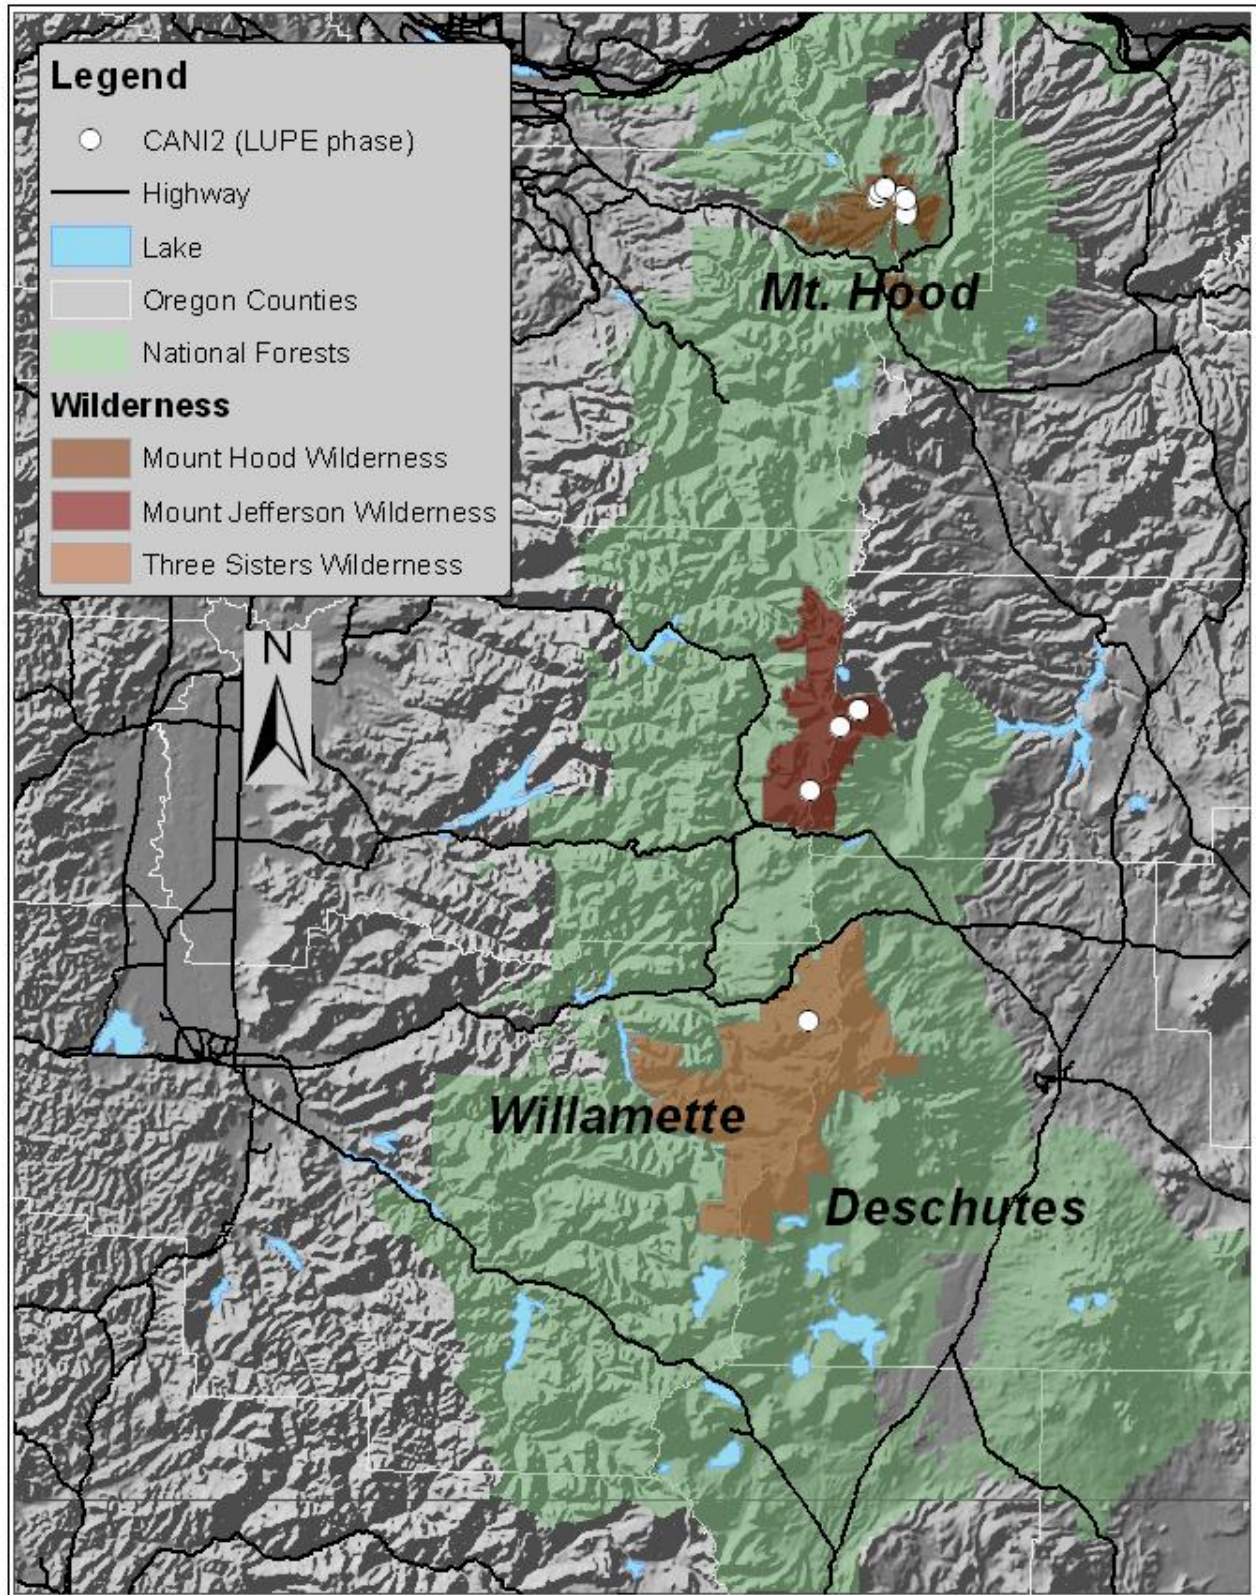 Legend
CANI2 (LUPE phase)
Highway
Lake
Oregon Counties
National Forests
Wilderness
Mount Hood Wilderness
Mount Jefferson Wilderness
Three Sisters Wilderness
N
Mt. Hood
Willamette
Deschutes